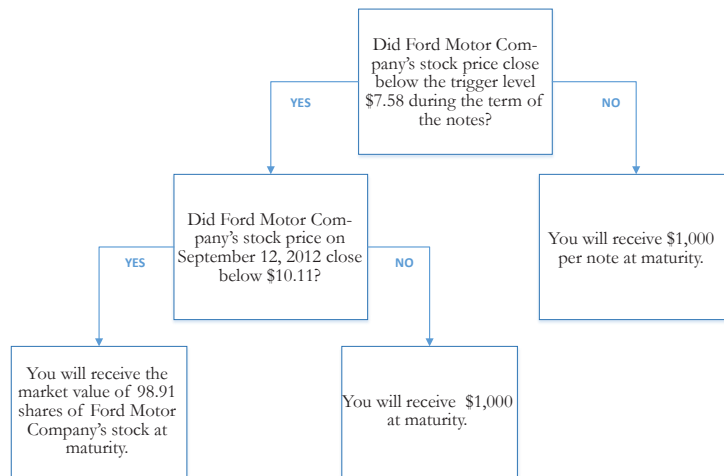 Did Ford Motor Com-
pany's stock price close
below the trigger level
$7.58 during the term of
the notes?
YES
NO
Did Ford Motor Com-
pany's stock price on
September 12, 2012 close
below $10.11?
You will receive $1,000
per note at maturity.
YES
NO
You will receive the
market value of 98.91
shares of Ford Motor
Company's stock at
maturity.
You will receive $1,000
at maturity.